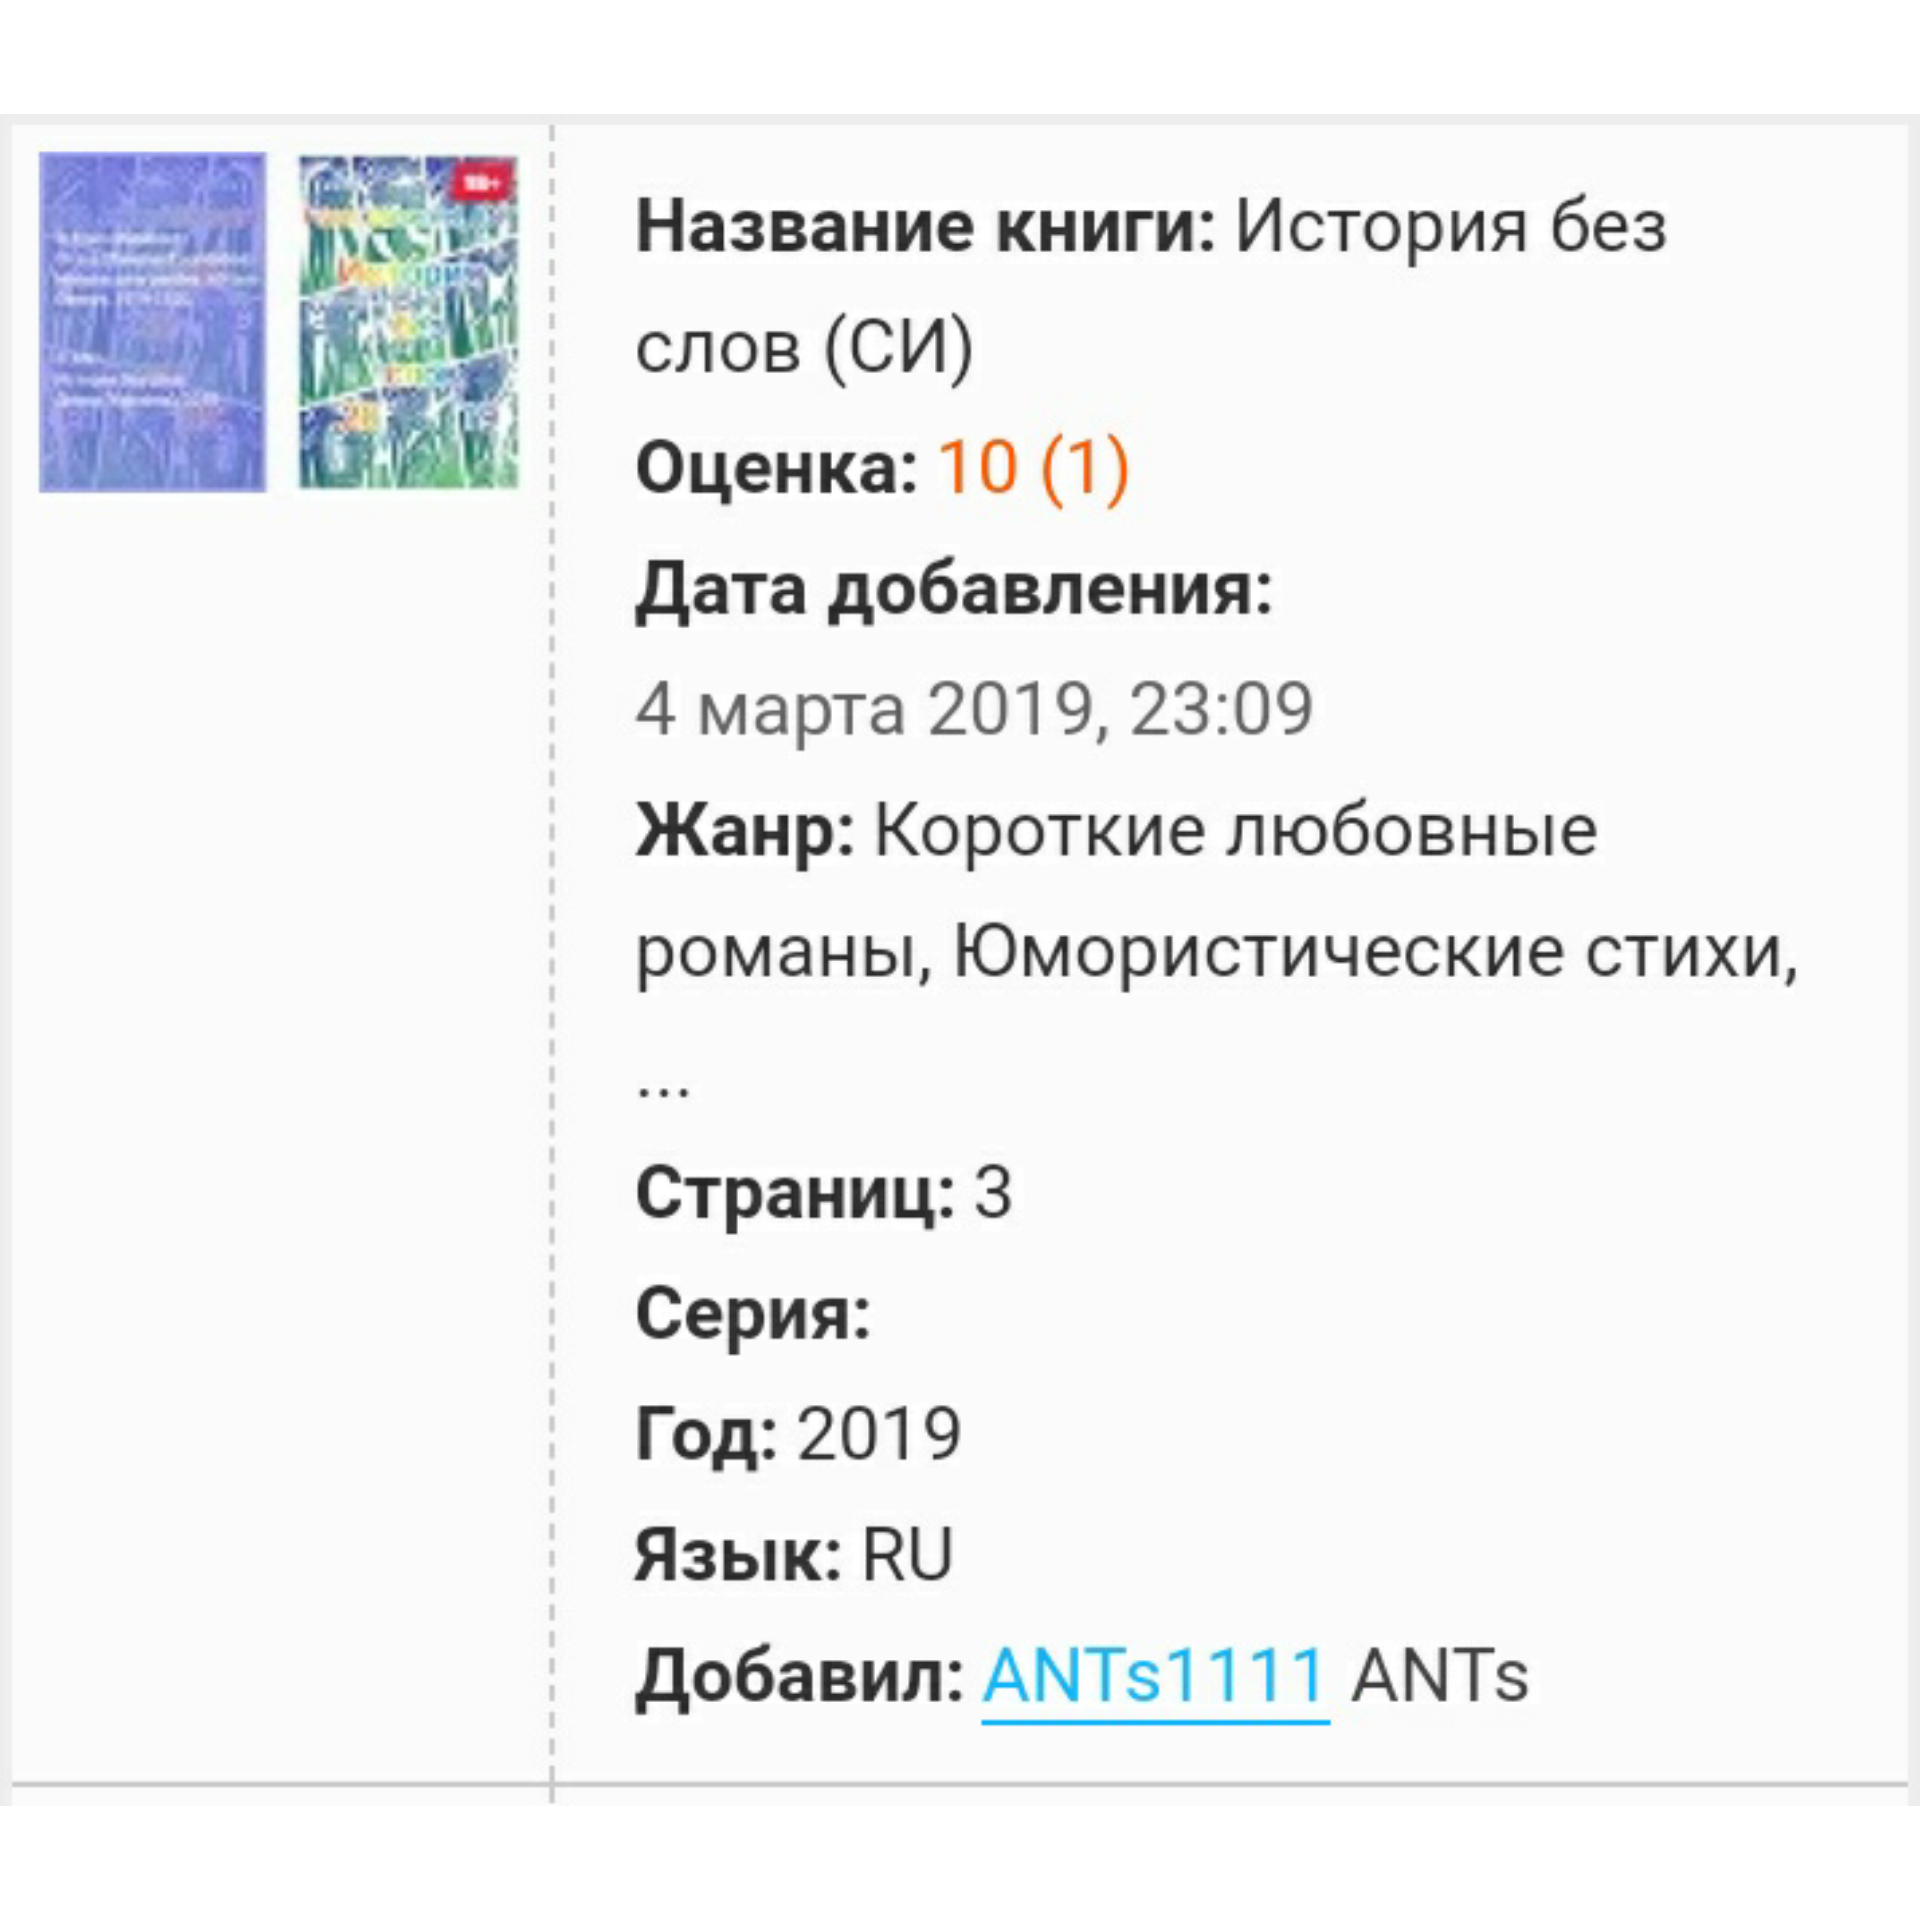 18+
История
Название книги: История без
слов (СИ)
Оценка: 10 (1)
Дата добавления:
4 марта 2019, 23:09
Жанр: Короткие любовные
романы, Юмористические стихи,
...
Страниц: 3
Серия:
Год: 2019
Язык: RU
Добавил: ANTs1111 ANTs